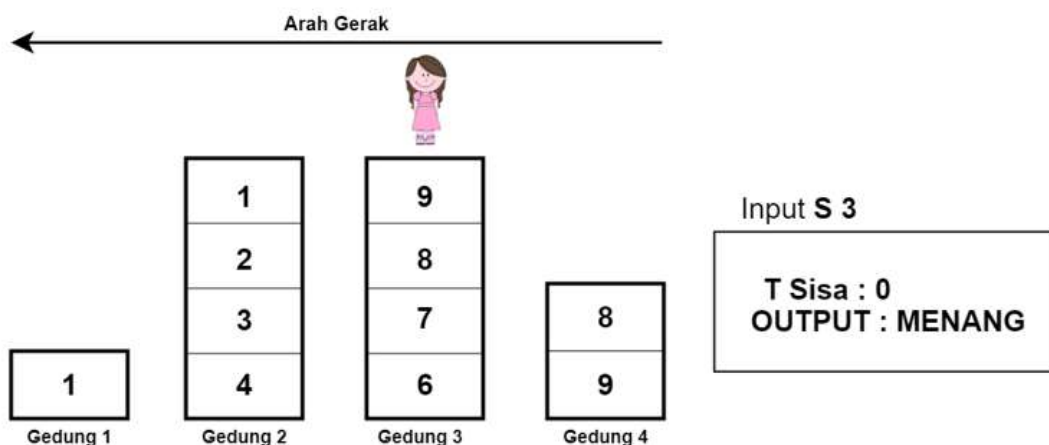 Arah Gerak
1 9
2 8
Input S 3
3 7 8
T Sisa : 0
OUTPUT : MENANG
1 4 6 9
Gedung 1 Gedung 2 Gedung 3 Gedung 4